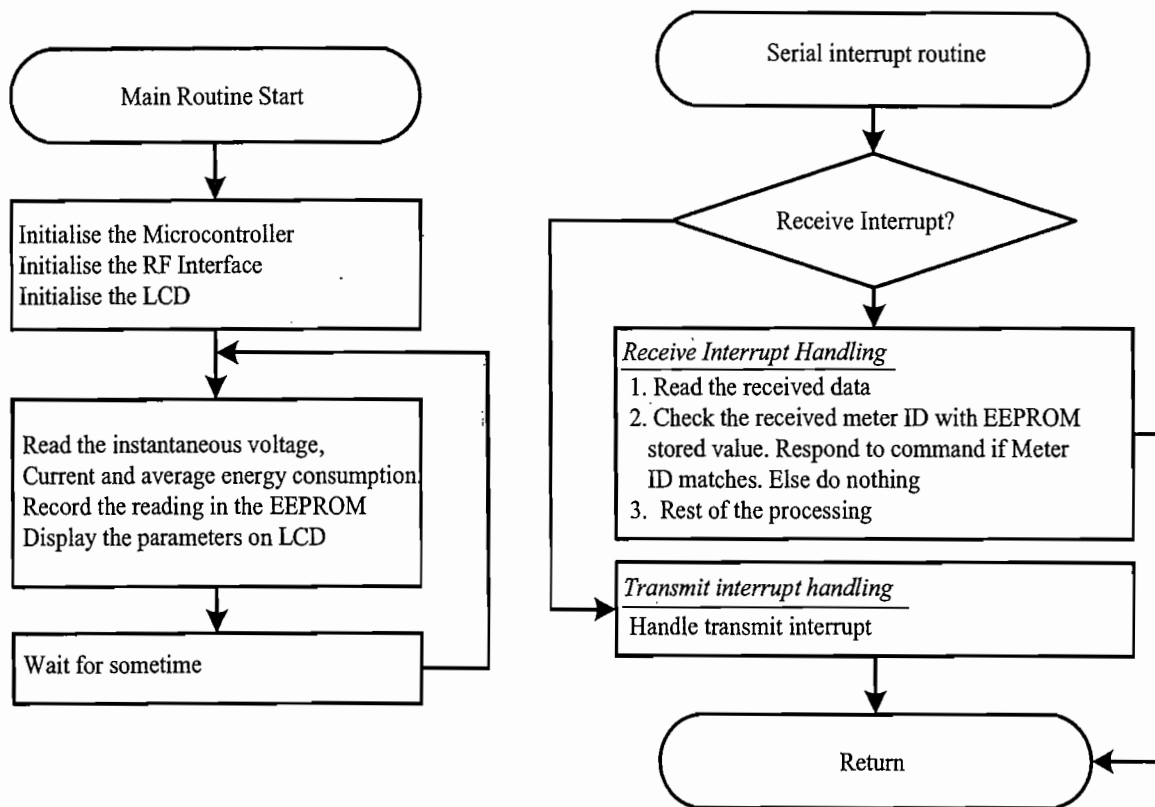 Main Routine Start
Initialise the Microcontroller
Initialise the RF Interface
Initialise the LCD
Read the instantaneous voltage,
Current and average energy consumption.
Record the reading in the EEPROM
Display the parameters on LCD
Wait for sometime
Serial interrupt routine
Receive Interrupt?
Receive Interrupt Handling
1. Read the received data
2. Check the received meter ID with EEPROM
stored value. Respond to command if Meter
ID matches. Else do nothing
3. Rest of the processing
Transmit interrupt handling
Handle transmit interrupt
Return